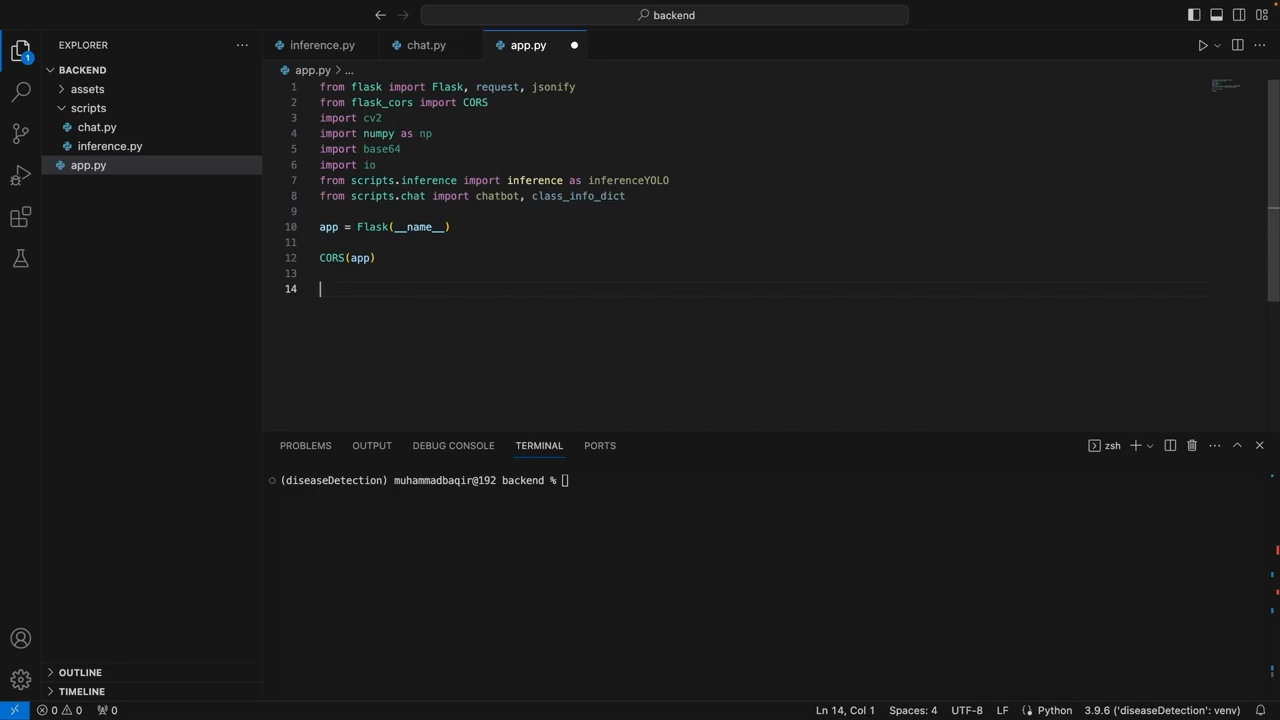 backend
EXPLORER
inference.py
chat.py
app.py
BACKEND
app.py > ...
assets
scripts
chat.py
inference.py
app.py
1 from flask import Flask, request, jsonify
2 from flask_cors import CORS
3 import cv2
4 import numpy as np
5 import base64
6 import io
7 from scripts.inference import inference as inferenceYOLO
8 from scripts.chat import chatbot, class_info_dict
9
10 app = Flask(__name__)
11
12 CORS(app)
13
14
PROBLEMS OUTPUT DEBUG CONSOLE TERMINAL PORTS
zsh
(diseaseDetection) muhammadbaqir@192 backend %
1
OUTLINE
TIMELINE
0 0 0
Ln 14, Col 1 Spaces: 4 UTF-8 LF Python 3.9.6 ('diseaseDetection': venv)